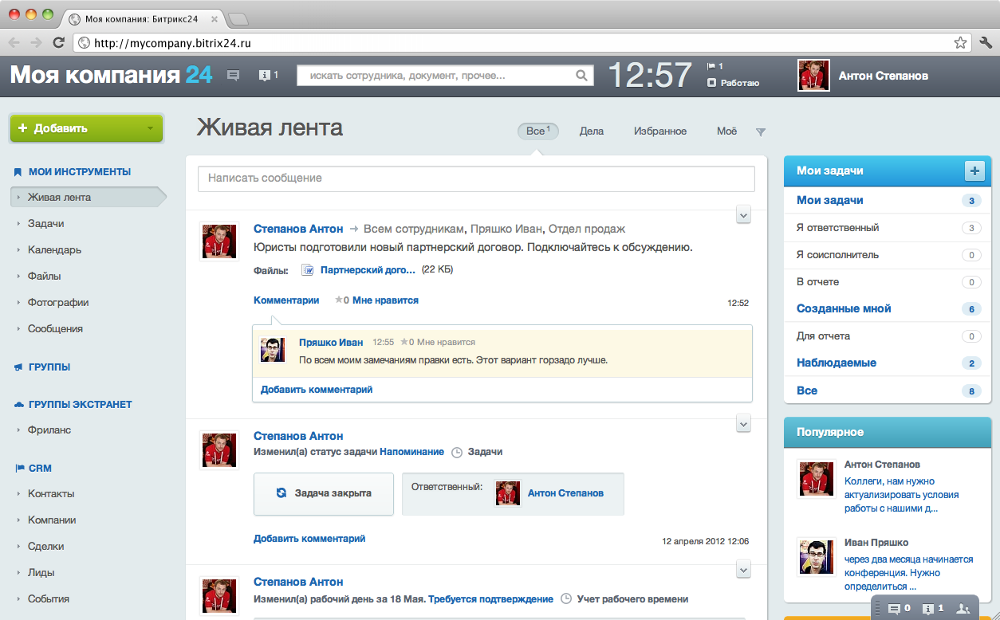 Моя компания: Битрикс24
http://mycompany.bitrix24.ru
Моя компания 24
1
искать сотрудника, документ, прочее...
12:57
1
Работаю
Антон Степанов
Добавить
МОИ ИНСТРУМЕНТЫ
Живая лента
Задачи
Календарь
Файлы
Фотографии
Сообщения
ГРУППЫ
ГРУППЫ ЭКСТРАНЕТ
Фриланс
CRM
Контакты
Компании
Сделки
Лиды
События
Живая лента
Все 1
Дела
Избранное
Моё
Написать сообщение
Степанов Антон Всем сотрудникам, Пряшко Иван, Отдел продаж
Юристы подготовили новый партнерский договор. Подключайтесь к обсуждению.
Файлы: Партнерский дого... (22 КБ)
Комментарии 0 Мне нравится 12:52
Пряшко Иван 12:55 0 Мне нравится
По всем моим замечаниям правки есть. Этот вариант горзадо лучше.
Добавить комментарий
Степанов Антон
Изменил(а) статус задачи Напоминание Задачи
Задача закрыта
Ответственный: Антон Степанов
Добавить комментарий 12 апреля 2012 12:06
Степанов Антон
Изменил(а) рабочий день за 18 Мая. Требуется подтверждение Учет рабочего времени
Мои задачи
Мои задачи 3
Я ответственный 3
Я соисполнитель 0
В отчете 0
Созданные мной 6
Для отчета 0
Наблюдаемые 2
Все 8
Популярное
Антон Степанов
Коллеги, нам нужно
актуализировать условия
работы с нашими д...
Иван Пряшко
через два месяца начинается
конференция. Нужно
определиться ...
0 1